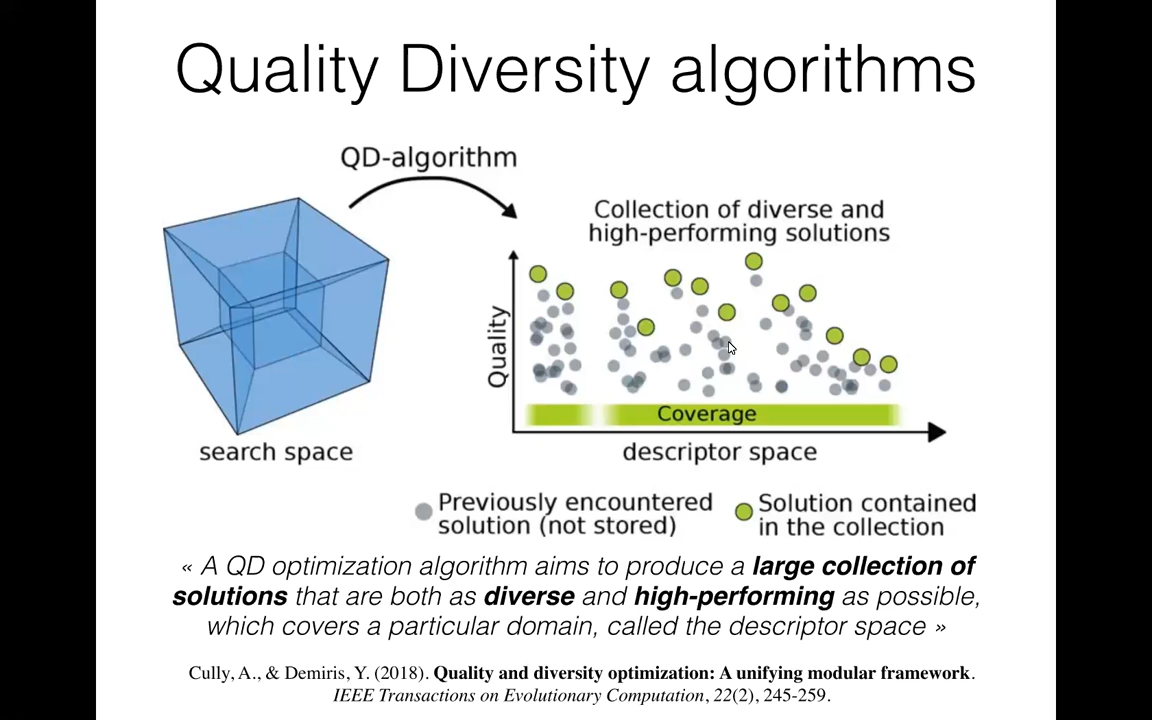 Quality Diversity algorithms
QD-algorithm
Collection of diverse and
high-performing solutions
Quality
Coverage
search space
descriptor space
Previously encountered
solution (not stored)
Solution contained
in the collection
« A QD optimization algorithm aims to produce a large collection of
solutions that are both as diverse and high-performing as possible,
which covers a particular domain, called the descriptor space »
Cully, A., & Demiris, Y. (2018). Quality and diversity optimization: A unifying modular framework.
IEEE Transactions on Evolutionary Computation, 22(2), 245-259.